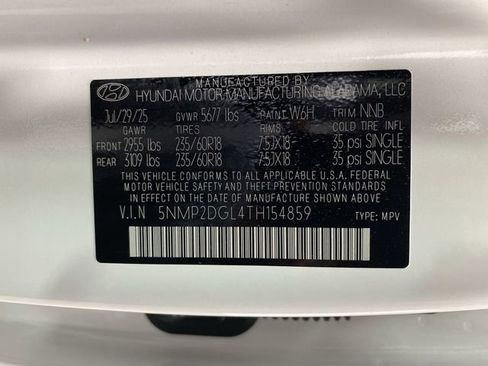 MANUFACTURED BY
HYUNDAI MOTOR MANUFACTURING ALABAMA, LLC
Jul/29/25 GVWR 5677 lbs PAINT W6H TRIM NNB
GAWR TIRES RIMS COLD TIRE INFL
FRONT 2955 lbs 235/60R18 7.5JX18 35 psi SINGLE
REAR 3109 lbs 235/60R18 7.5JX18 35 psi SINGLE
THIS VEHICLE CONFORMS TO ALL APPLICABLE U.S.A. FEDERAL
MOTOR VEHICLE SAFETY AND THEFT PREVENTION STANDARDS
IN EFFECT ON THE DATE OF MANUFACTURE SHOWN ABOVE.
V.I.N 5NMP2DGL4TH154859 TYPE: MPV